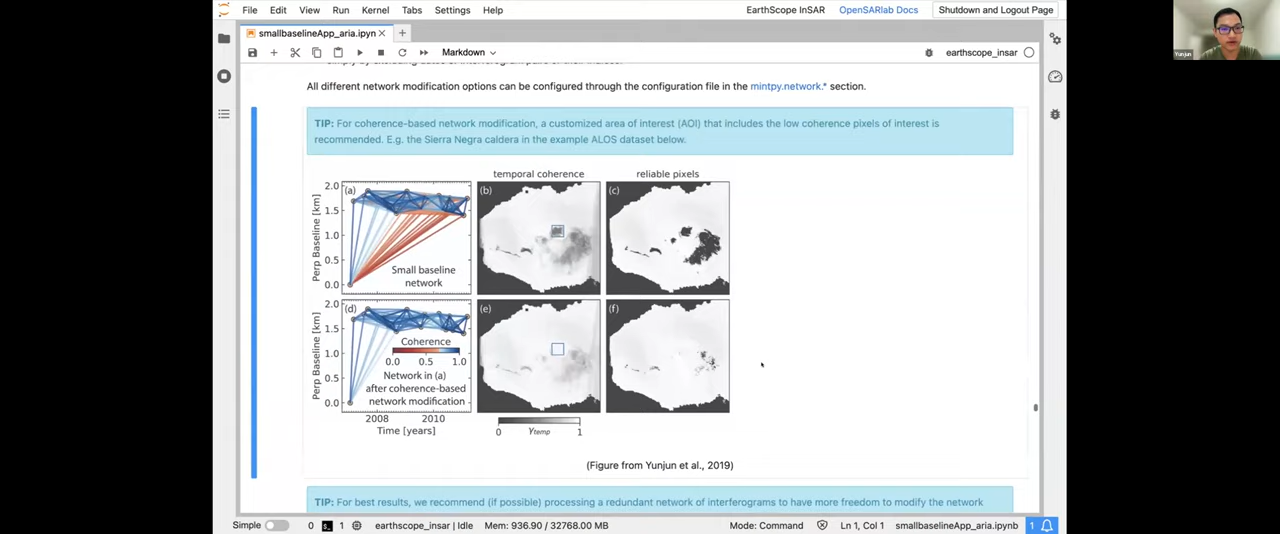 File Edit View Run Kernel Tabs Settings Help
EarthScope InSAR OpenSARlab Docs Shutdown and Logout Page
smallbaselineApp_aria.ipyn
Markdown
earthscope_insar
Yunjun
All different network modification options can be configured through the configuration file in the mintpy.network.* section.
TIP: For coherence-based network modification, a customized area of interest (AOI) that includes the low coherence pixels of interest is
recommended. E.g. the Sierra Negra caldera in the example ALOS dataset below.
temporal coherence
reliable pixels
(a)
(b)
(c)
2.0
1.5
1.0
0.5
0.0
Perp Baseline [km]
Small baseline
network
(d)
(e)
(f)
2.0
1.5
1.0
0.5
0.0
Perp Baseline [km]
Coherence
0.0 0.5 1.0
Network in (a)
after coherence-based
network modification
2008 2010
Time [years]
0 γtemp 1
(Figure from Yunjun et al., 2019)
TIP: For best results, we recommend (if possible) processing a redundant network of interferograms to have more freedom to modify the network
Simple 0 1 earthscope_insar | Idle Mem: 936.90 / 32768.00 MB
Mode: Command Ln 1, Col 1 smallbaselineApp_aria.ipynb 1